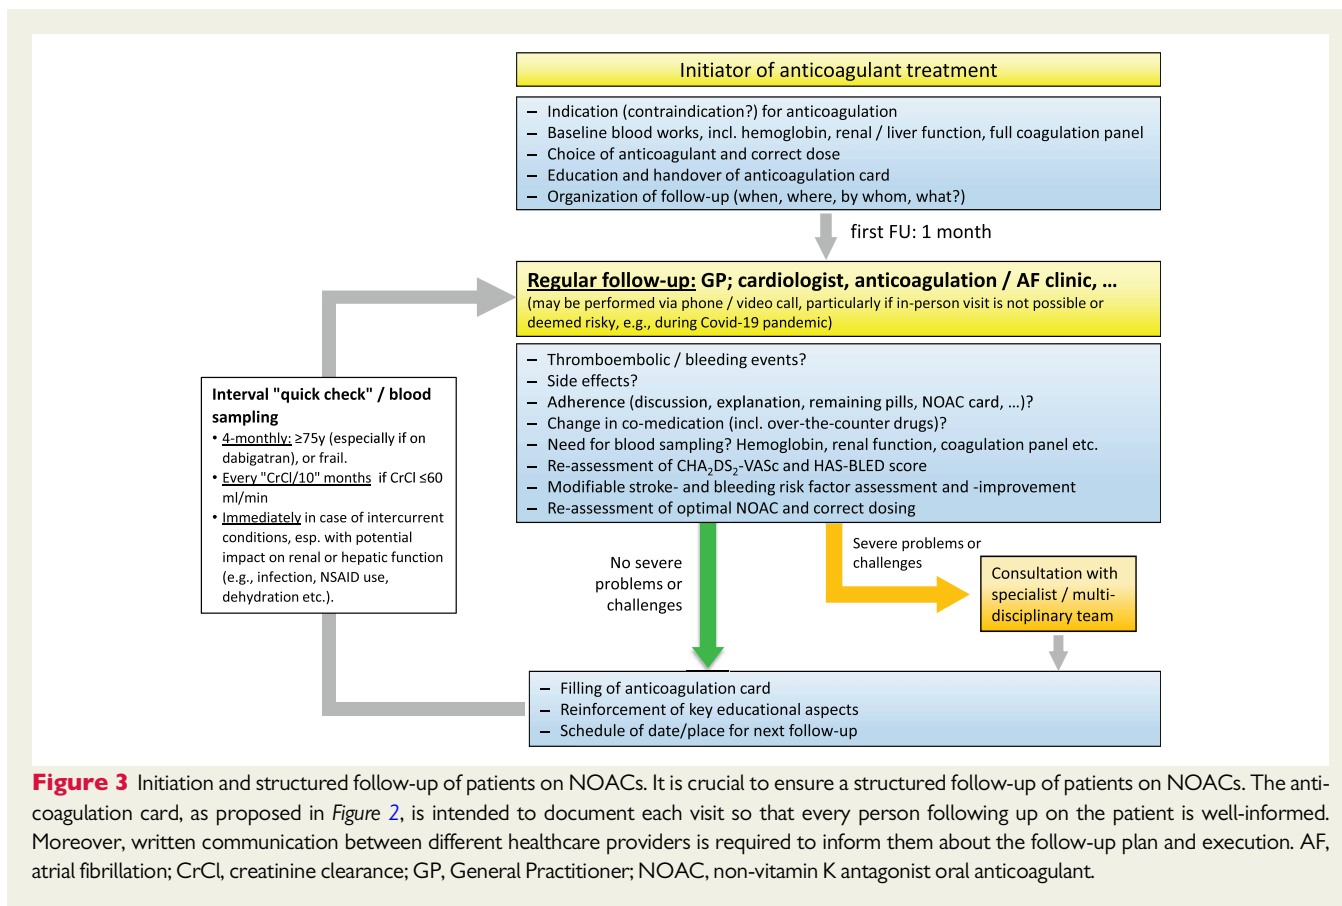 Initiator of anticoagulant treatment
– Indication (contraindication?) for anticoagulation
– Baseline blood works, incl. hemoglobin, renal / liver function, full coagulation panel
– Choice of anticoagulant and correct dose
– Education and handover of anticoagulation card
– Organization of follow-up (when, where, by whom, what?)
first FU: 1 month
Regular follow-up: GP; cardiologist, anticoagulation / AF clinic, ...
(may be performed via phone / video call, particularly if in-person visit is not possible or
deemed risky, e.g., during Covid-19 pandemic)
– Thromboembolic / bleeding events?
– Side effects?
– Adherence (discussion, explanation, remaining pills, NOAC card, ...)?
– Change in co-medication (incl. over-the-counter drugs)?
– Need for blood sampling? Hemoglobin, renal function, coagulation panel etc.
– Re-assessment of CHA₂DS₂-VASc and HAS-BLED score
– Modifiable stroke- and bleeding risk factor assessment and -improvement
– Re-assessment of optimal NOAC and correct dosing
Interval "quick check" / blood
sampling
• 4-monthly: ≥75y (especially if on
dabigatran), or frail.
• Every "CrCl/10" months if CrCl ≤60
ml/min
• Immediately in case of intercurrent
conditions, esp. with potential
impact on renal or hepatic function
(e.g., infection, NSAID use,
dehydration etc.).
No severe
problems or
challenges
Severe problems or
challenges
Consultation with
specialist / multi-
disciplinary team
– Filling of anticoagulation card
– Reinforcement of key educational aspects
– Schedule of date/place for next follow-up
Figure 3 Initiation and structured follow-up of patients on NOACs. It is crucial to ensure a structured follow-up of patients on NOACs. The anti-
coagulation card, as proposed in Figure 2, is intended to document each visit so that every person following up on the patient is well-informed.
Moreover, written communication between different healthcare providers is required to inform them about the follow-up plan and execution. AF,
atrial fibrillation; CrCl, creatinine clearance; GP, General Practitioner; NOAC, non-vitamin K antagonist oral anticoagulant.